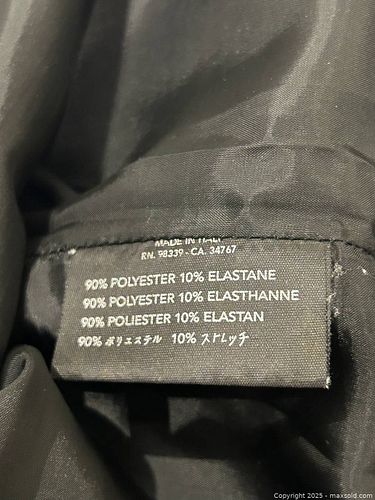 MADE IN ITALY
RN. 98339 - CA. 34767
90% POLYESTER 10% ELASTANE
90% POLYESTER 10% ELASTHANNE
90% POLIESTER 10% ELASTAN
90% ポリエステル 10% ストレッチ
Copyright 2025 - maxsold.com